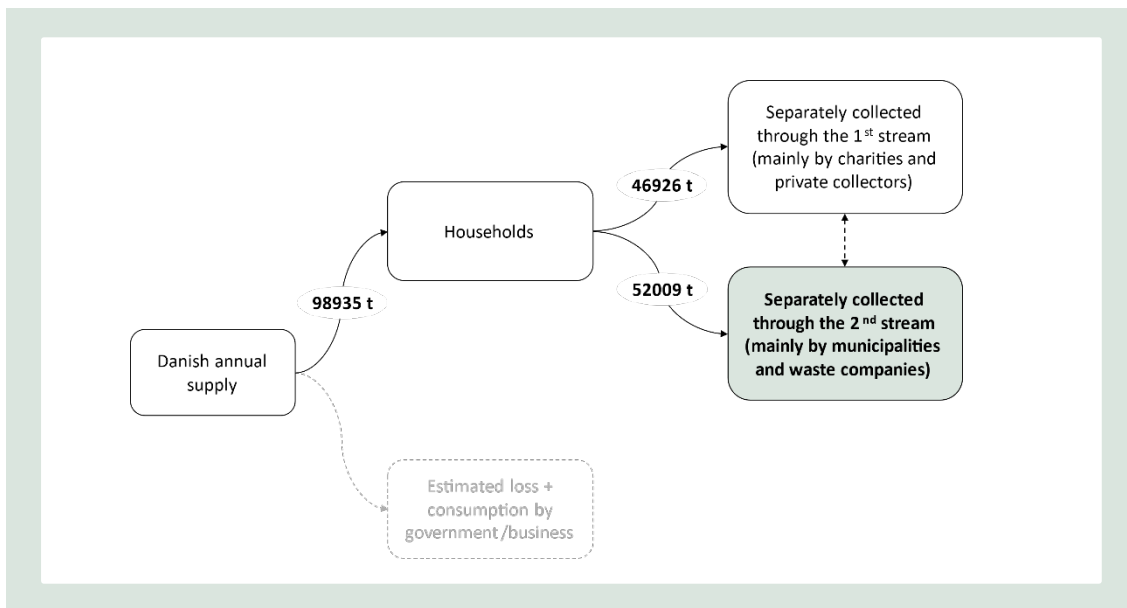 Separately collected
through the 1st stream
(mainly by charities and
private collectors)
46926 t
Households
52009 t
98935 t
Separately collected
through the 2nd stream
(mainly by municipalities
and waste companies)
Danish annual
supply
Estimated loss +
consumption by
government/business